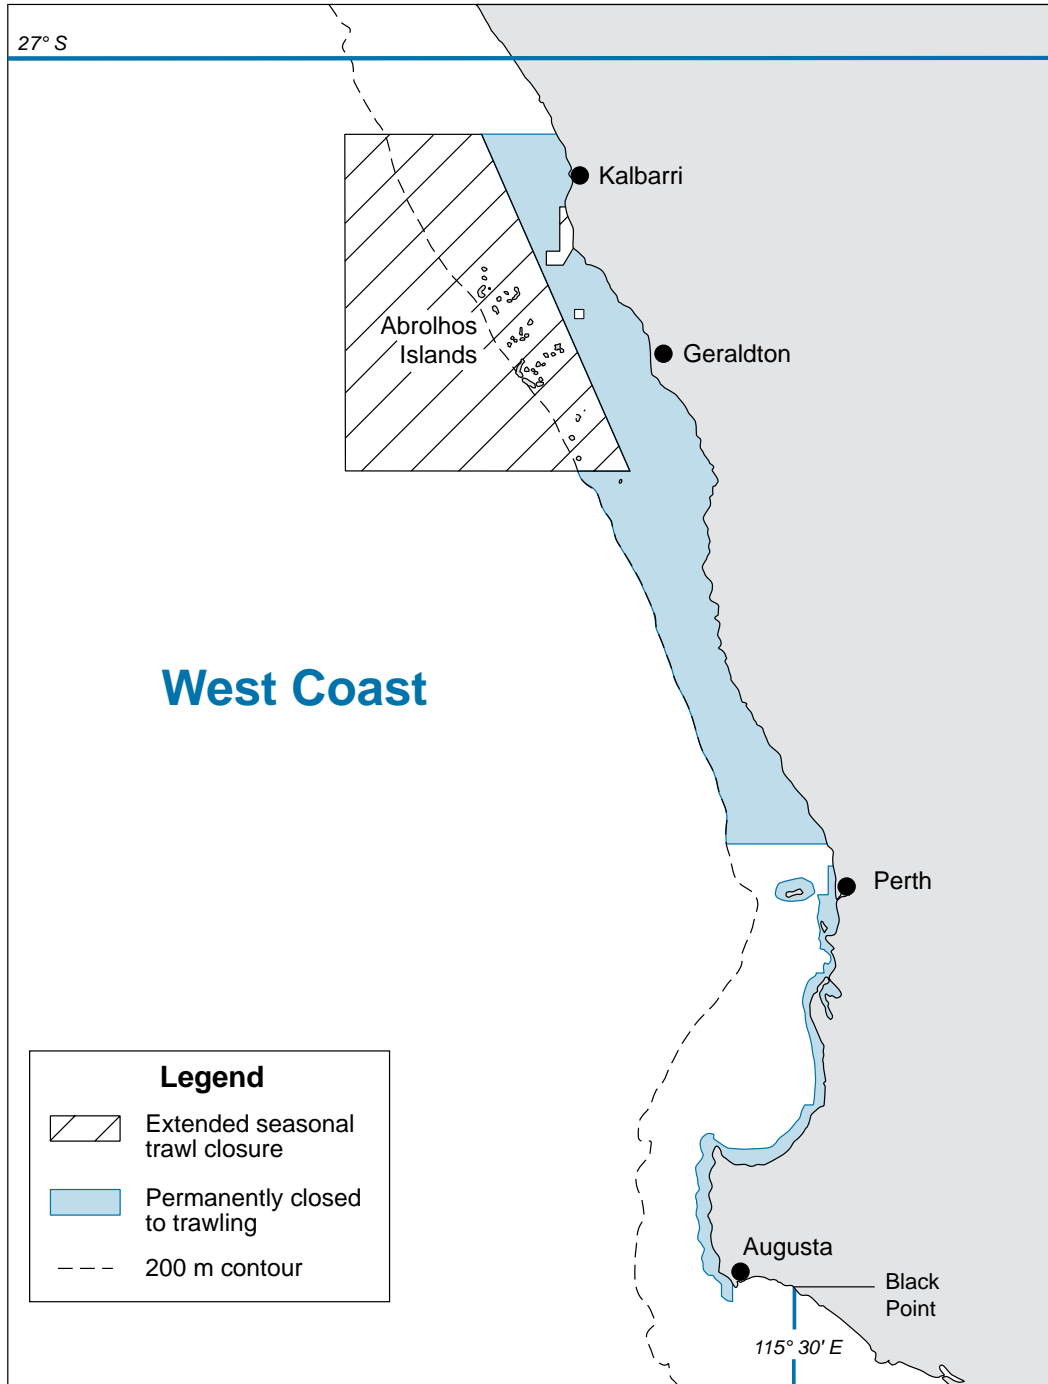 27° S
Kalbarri
Abrolhos
Islands
Geraldton
West Coast
Perth
Legend
Extended seasonal
trawl closure
Permanently closed
to trawling
200 m contour
Augusta
Black
Point
115° 30' E